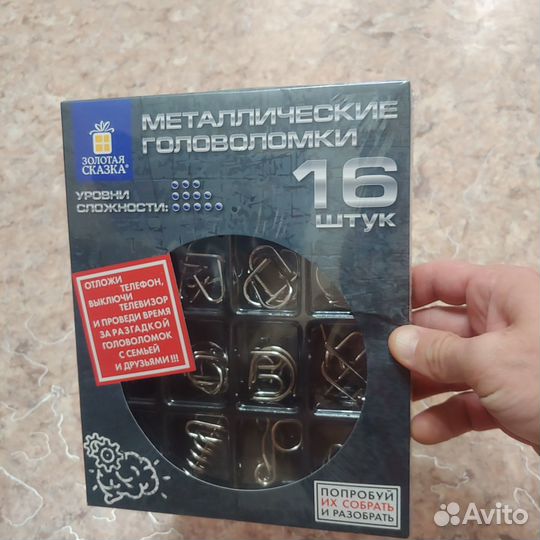 МЕТАЛЛИЧЕСКИЕ
ГОЛОВОЛОМКИ
16
ШТУК
ЗОЛОТАЯ
СКАЗКА®
УРОВНИ
СЛОЖНОСТИ:
ОТЛОЖИ
ТЕЛЕФОН,
ВЫКЛЮЧИ
ТЕЛЕВИЗОР
И ПРОВЕДИ ВРЕМЯ
ЗА РАЗГАДКОЙ
ГОЛОВОЛОМОК
С СЕМЬЕЙ
И ДРУЗЬЯМИ!!!
ПОПРОБУЙ
ИХ СОБРАТЬ
И РАЗОБРАТЬ
Avito